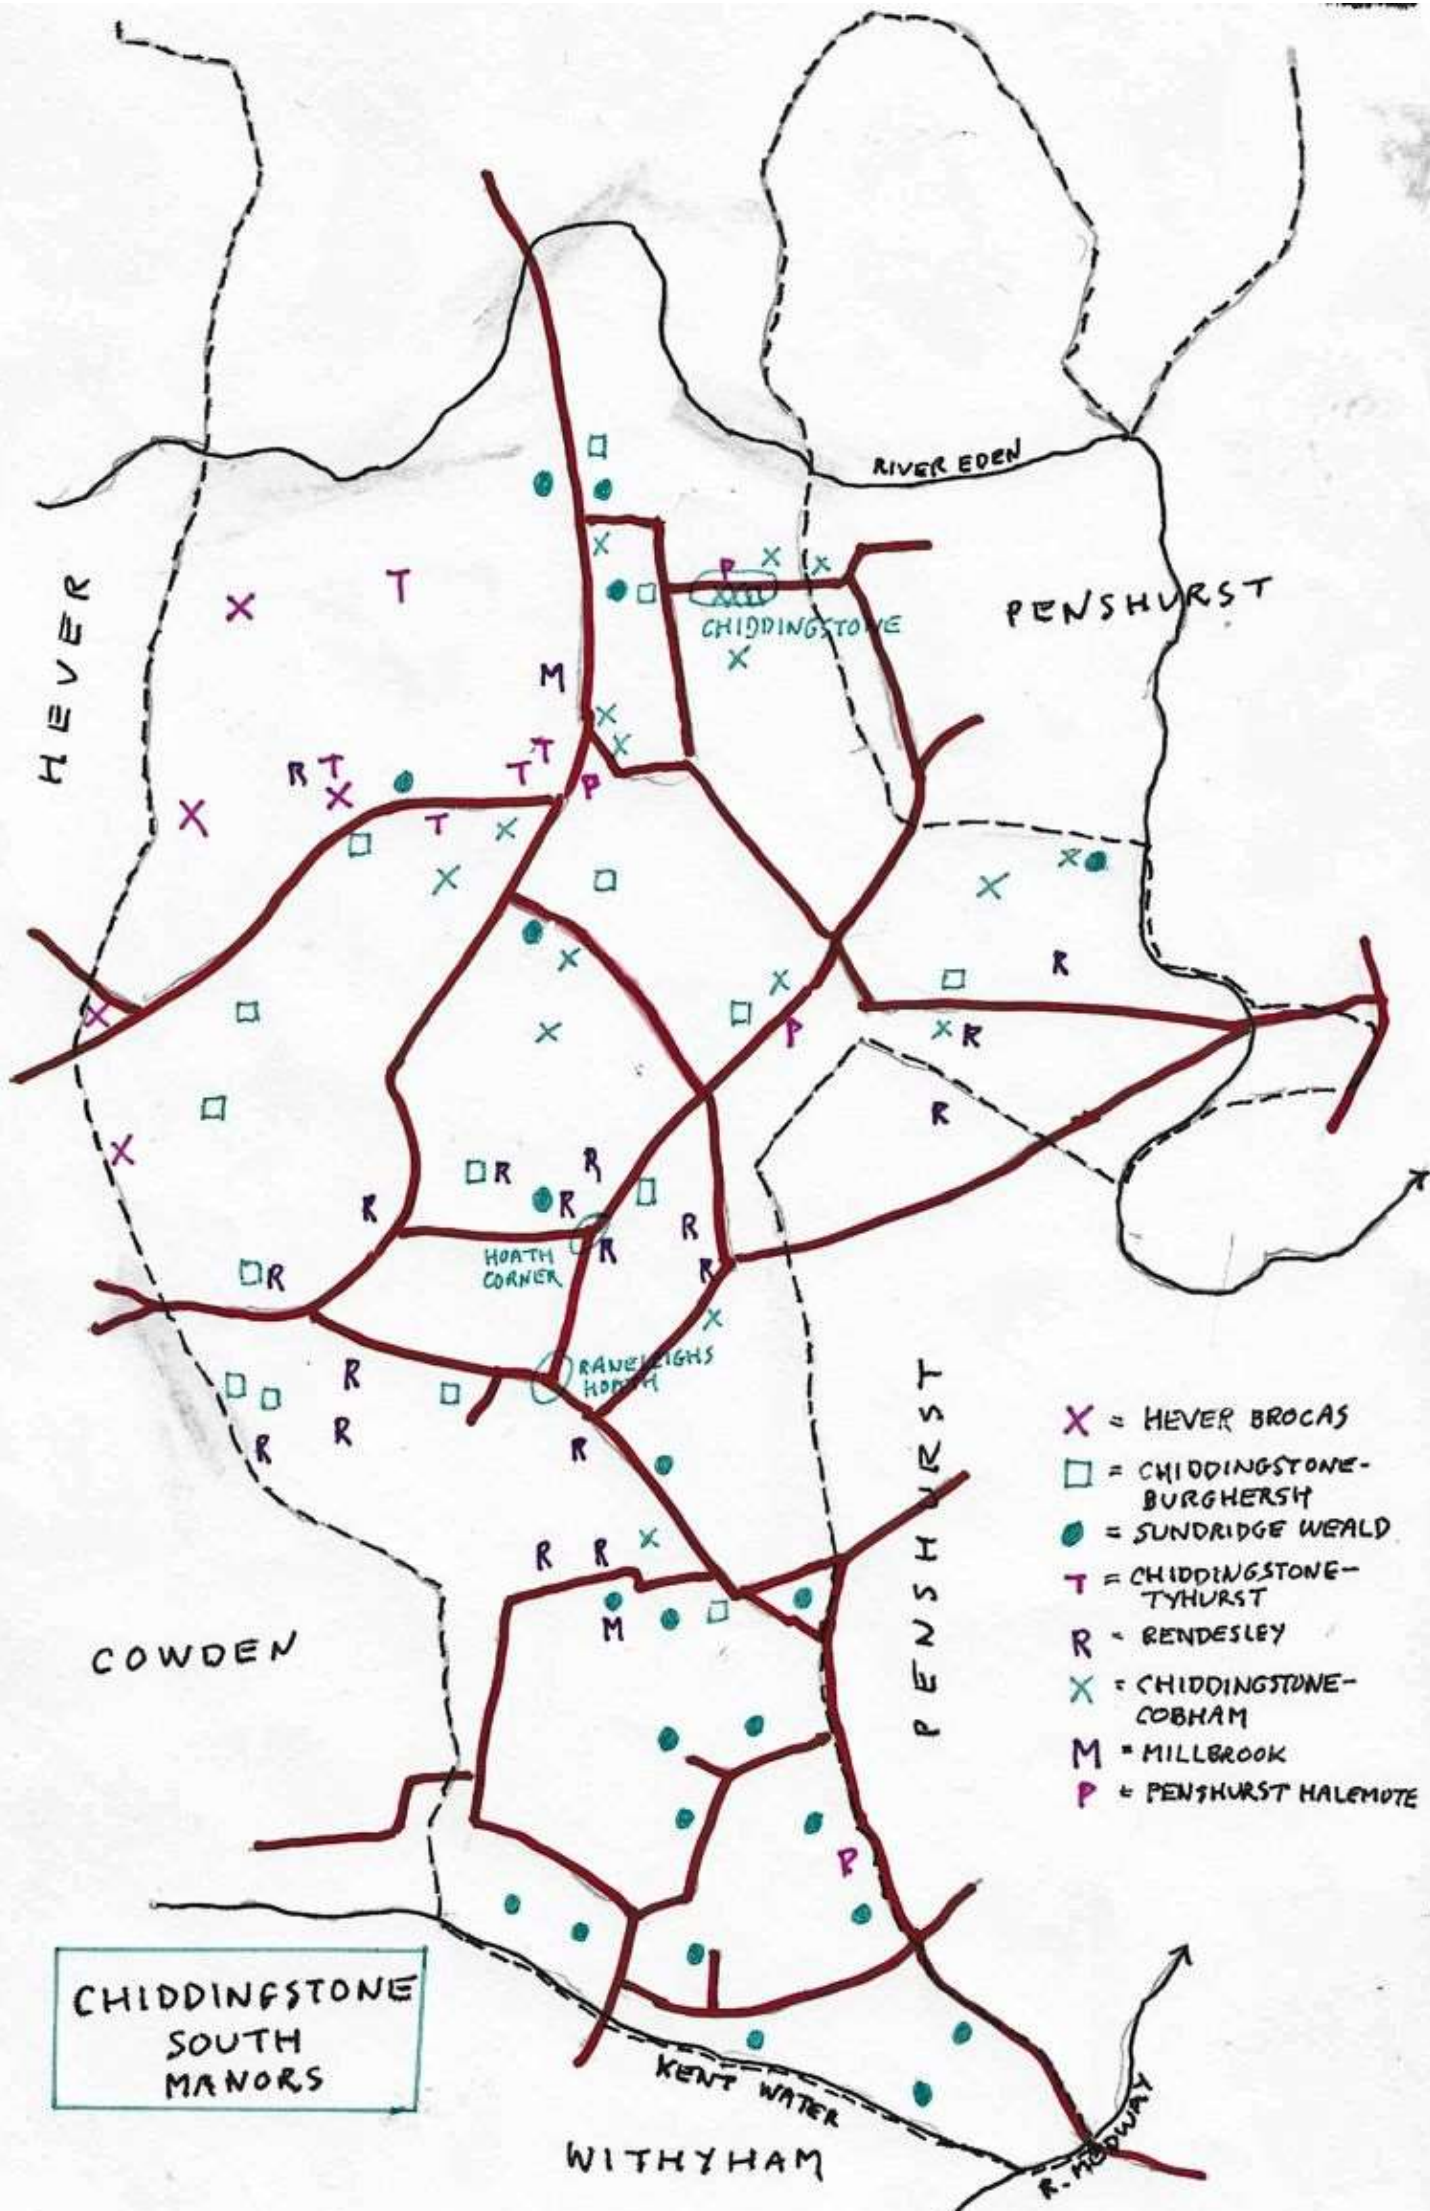 RIVER EDEN
HEVER
PENSHURST
CHIDDINGSTONE
T
X
P
M
T
T
P
R T
T
R
R
P
R
R
R
R
R
R
R
R
HOATH
CORNER
R
R
RANELEIGHS
HOATH
R
R
R
R
R R
M
P
PENSHURST
X = HEVER BROCAS
= CHIDDINGSTONE-
BURGHERSH
= SUNDRIDGE WEALD
T = CHIDDINGSTONE-
TYHURST
R = RENDESLEY
X = CHIDDINGSTONE-
COBHAM
M = MILLBROOK
P = PENSHURST HALEMOTE
COWDEN
CHIDDINGSTONE
SOUTH
MANORS
KENT WATER
WITHYHAM
R. MEDWAY